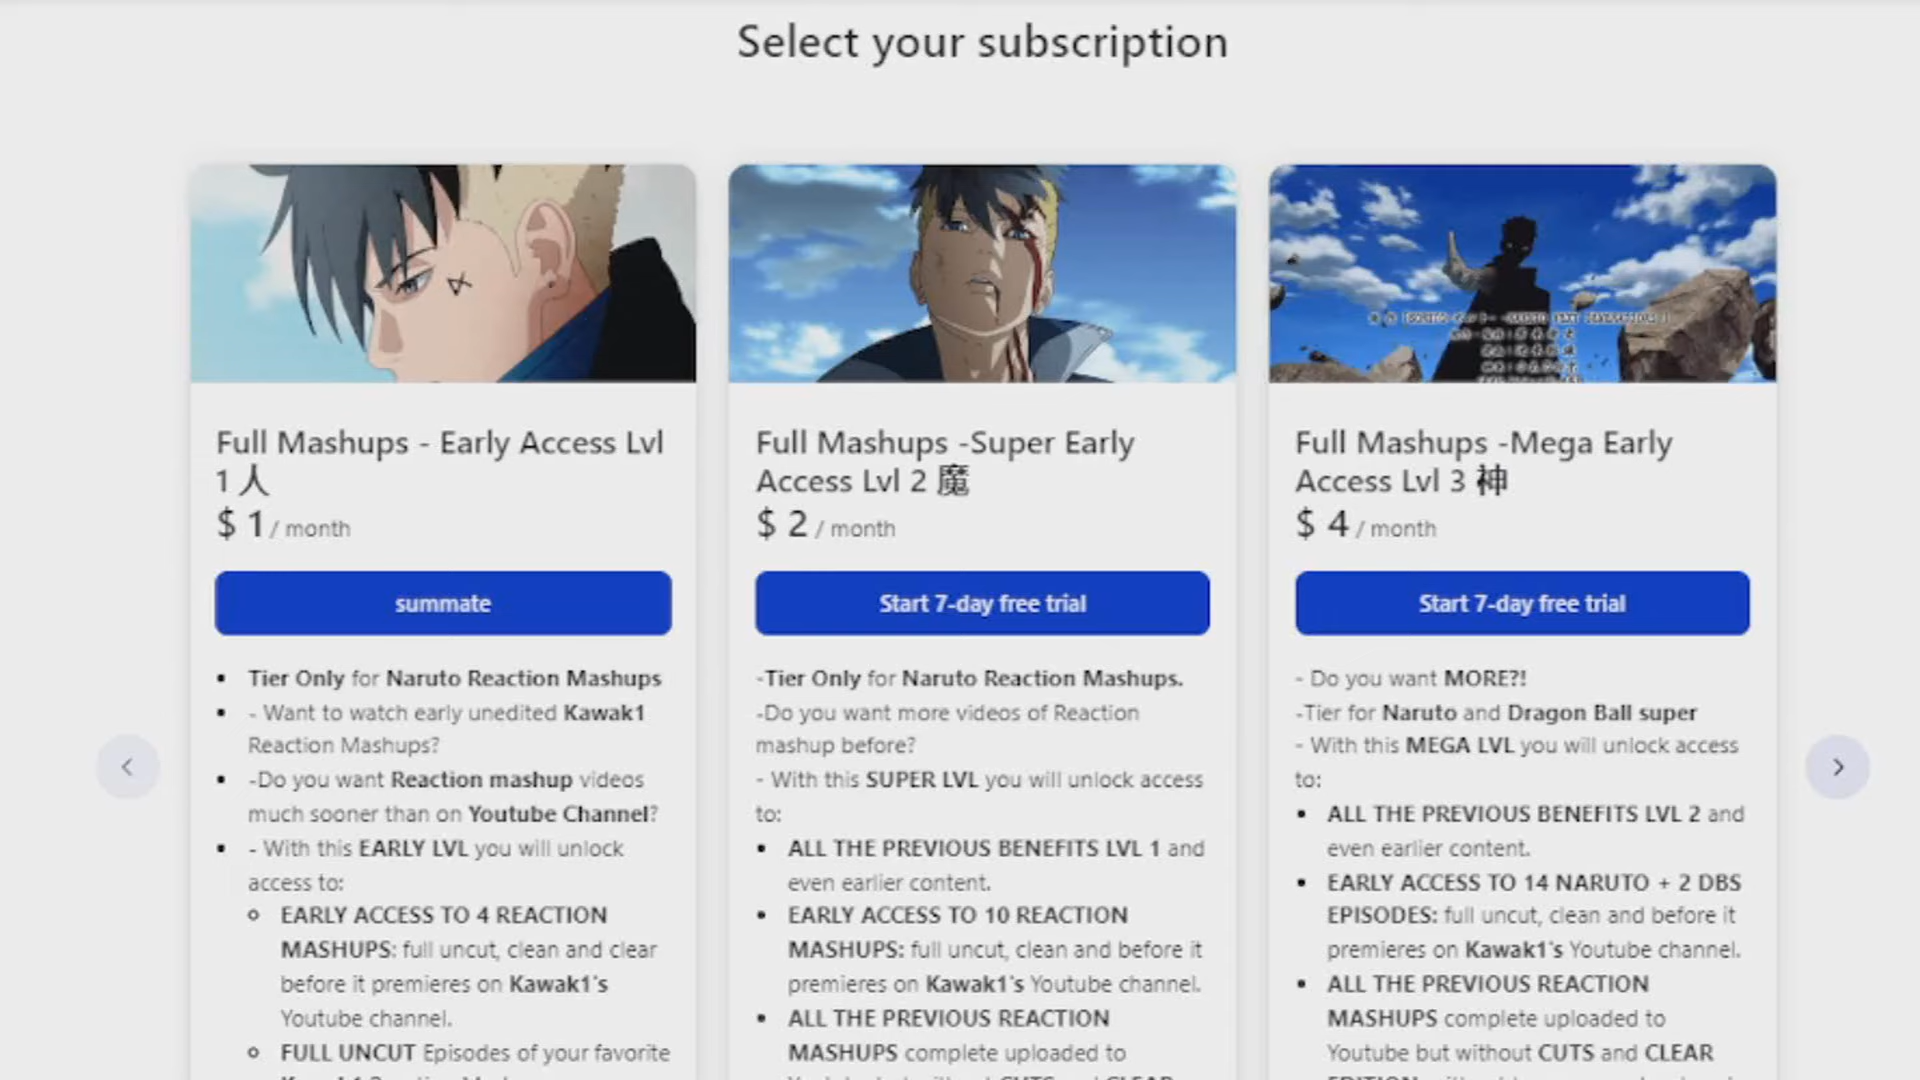 Select your subscription
Full Mashups - Early Access Lvl
1 人
$ 1 / month
summate
Tier Only for Naruto Reaction Mashups
- Want to watch early unedited Kawak1
Reaction Mashups?
-Do you want Reaction mashup videos
much sooner than on Youtube Channel?
- With this EARLY LVL you will unlock
access to:
EARLY ACCESS TO 4 REACTION
MASHUPS: full uncut, clean and clear
before it premieres on Kawak1's
Youtube channel.
FULL UNCUT Episodes of your favorite
Full Mashups -Super Early
Access Lvl 2 魔
$ 2 / month
Start 7-day free trial
-Tier Only for Naruto Reaction Mashups.
-Do you want more videos of Reaction
mashup before?
- With this SUPER LVL you will unlock access
to:
ALL THE PREVIOUS BENEFITS LVL 1 and
even earlier content.
EARLY ACCESS TO 10 REACTION
MASHUPS: full uncut, clean and before it
premieres on Kawak1's Youtube channel.
ALL THE PREVIOUS REACTION
MASHUPS complete uploaded to
Full Mashups -Mega Early
Access Lvl 3 神
$ 4 / month
Start 7-day free trial
- Do you want MORE?!
-Tier for Naruto and Dragon Ball super
- With this MEGA LVL you will unlock access
to:
ALL THE PREVIOUS BENEFITS LVL 2 and
even earlier content.
EARLY ACCESS TO 14 NARUTO + 2 DBS
EPISODES: full uncut, clean and before it
premieres on Kawak1's Youtube channel.
ALL THE PREVIOUS REACTION
MASHUPS complete uploaded to
Youtube but without CUTS and CLEAR